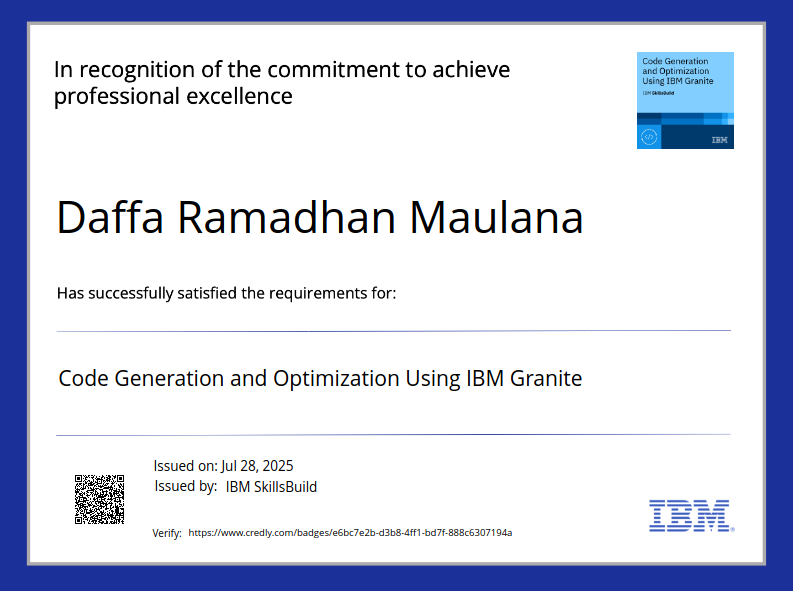 In recognition of the commitment to achieve
professional excellence
Code Generation
and Optimization
Using IBM Granite
IBM SkillsBuild
</>
IBM
Daffa Ramadhan Maulana
Has successfully satisfied the requirements for:
Code Generation and Optimization Using IBM Granite
Issued on: Jul 28, 2025
Issued by: IBM SkillsBuild
Verify: https://www.credly.com/badges/e6bc7e2b-d3b8-4ff1-bd7f-888c6307194a
IBM®